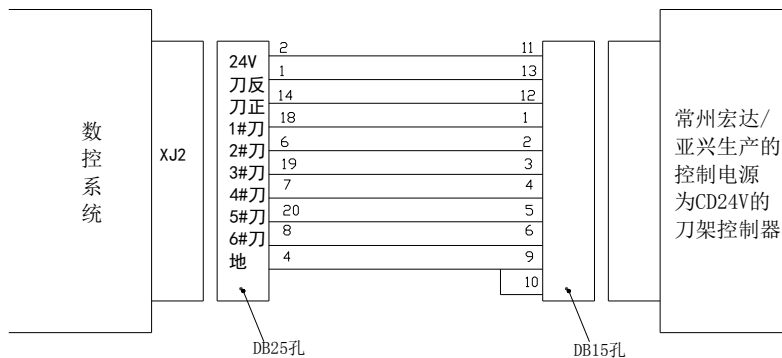 数
控
系
统
XJ2
24V
刀反
刀正
1#刀
2#刀
3#刀
4#刀
5#刀
6#刀
地
2 11
1 13
14 12
18 1
6 2
19 3
7 4
20 5
8 6
4 9
10
常州宏达/
亚兴生产的
控制电源
为CD24V的
刀架控制器
DB25孔
DB15孔